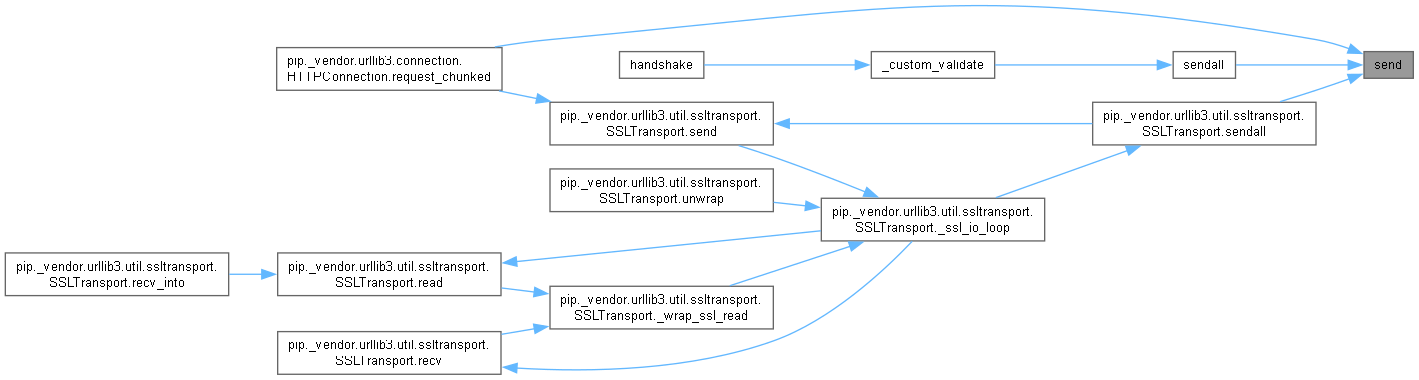 pip._vendor.urllib3.connection.
HTTPConnection.request_chunked
handshake
_custom_validate
sendall
send
pip._vendor.urllib3.util.ssltransport.
SSLTransport.send
pip._vendor.urllib3.util.ssltransport.
SSLTransport.sendall
pip._vendor.urllib3.util.ssltransport.
SSLTransport.unwrap
pip._vendor.urllib3.util.ssltransport.
SSLTransport._ssl_io_loop
pip._vendor.urllib3.util.ssltransport.
SSLTransport.recv_into
pip._vendor.urllib3.util.ssltransport.
SSLTransport.read
pip._vendor.urllib3.util.ssltransport.
SSLTransport._wrap_ssl_read
pip._vendor.urllib3.util.ssltransport.
SSLTransport.recv